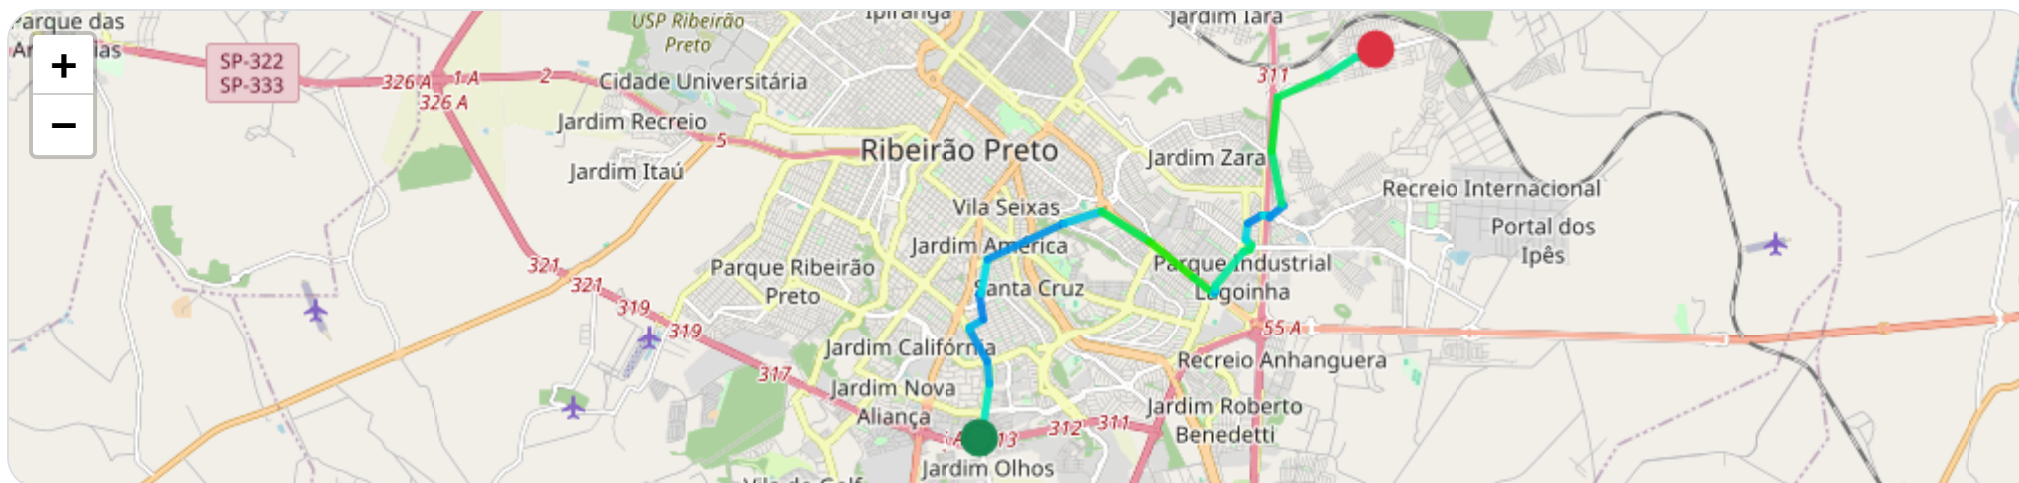 Parque das
USP Ribeirão
Preto
Ipiranga
Jardim Iara
+
−
SP-322
SP-333
326 A
1 A
2
326 A
Cidade Universitária
311
Jardim Recreio
5
Ribeirão Preto
Jardim Zara
Jardim Itaú
Recreio Internacional
Vila Seixas
Portal dos
Ipês
Jardim América
321
Parque Ribeirão
Preto
Parque Industrial
Lagoinha
321
Santa Cruz
319
319
55 A
Jardim Califórnia
Recreio Anhanguera
317
Jardim Nova
Aliança
Jardim Roberto
Benedetti
312
311
13
Jardim Olhos